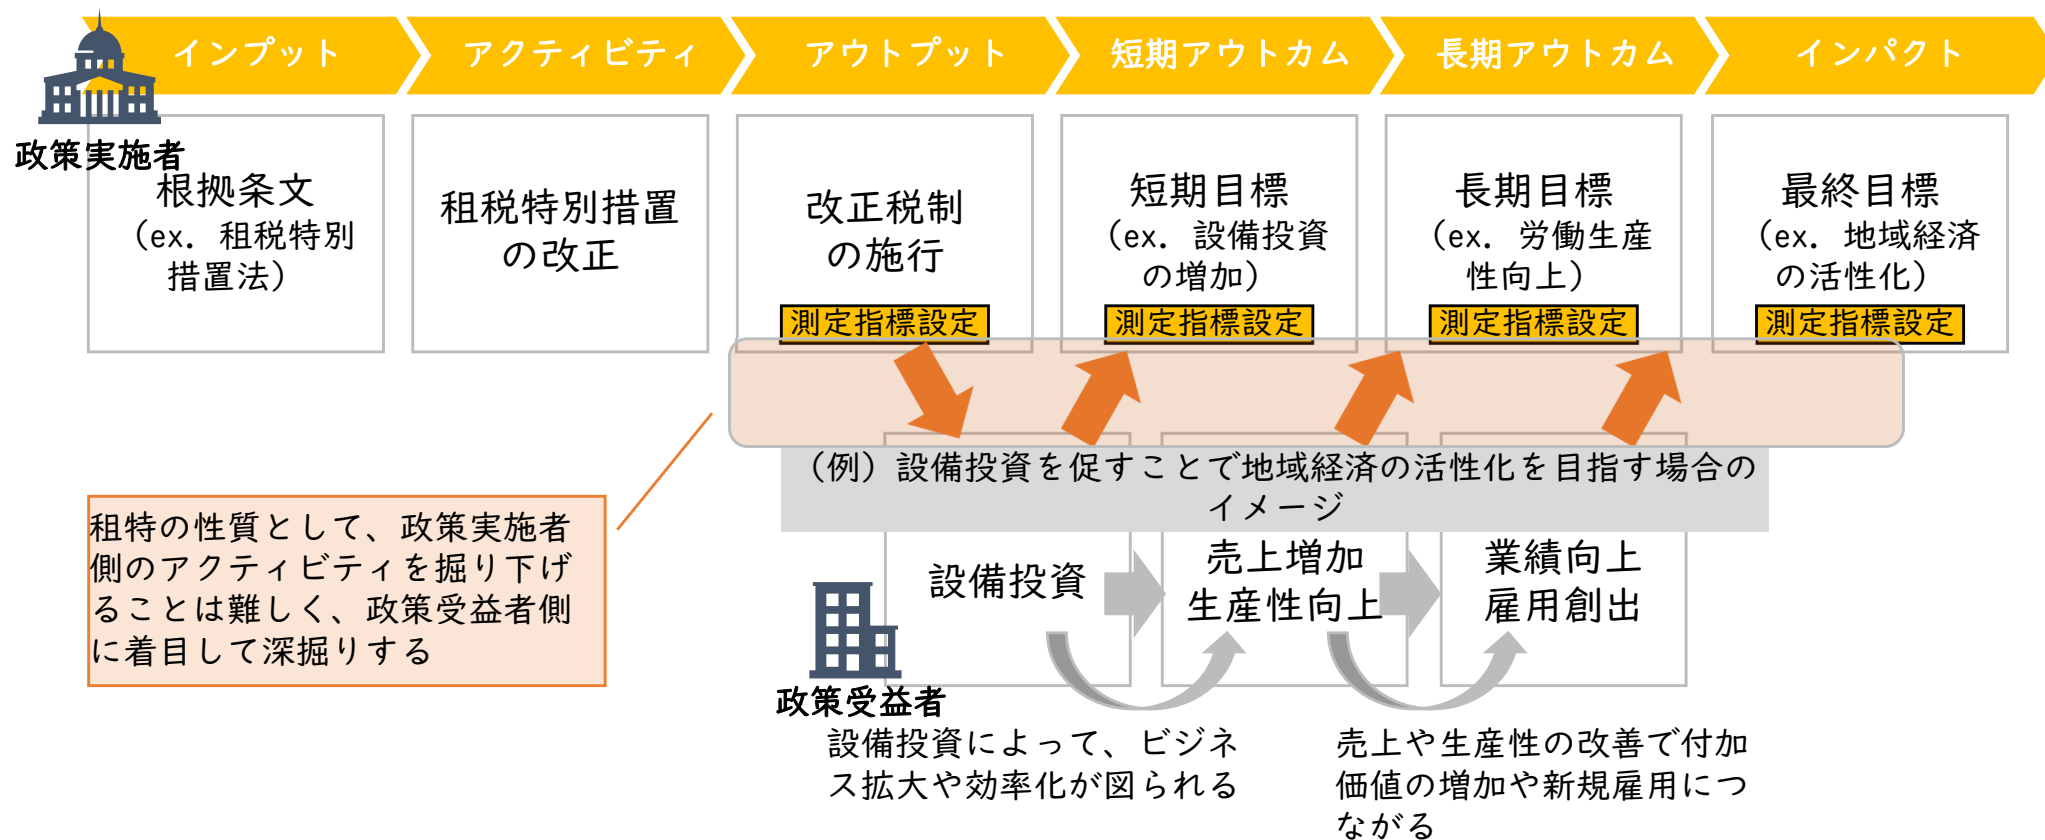 インプット
アクティビティ
アウトプット
短期アウトカム
長期アウトカム
インパクト
政策実施者
根拠条文
（ex. 租税特別
措置法）
租税特別措置
の改正
改正税制
の施行
測定指標設定
短期目標
（ex. 設備投資
の増加）
測定指標設定
長期目標
（ex. 労働生産
性向上）
測定指標設定
最終目標
（ex. 地域経済
の活性化）
測定指標設定
（例）設備投資を促すことで地域経済の活性化を目指す場合の
イメージ
租特の性質として、政策実施者
側のアクティビティを掘り下げ
ることは難しく、政策受益者側
に着目して深掘りする
設備投資
売上増加
生産性向上
業績向上
雇用創出
政策受益者
設備投資によって、ビジネ
ス拡大や効率化が図られる
売上や生産性の改善で付加
価値の増加や新規雇用につ
ながる